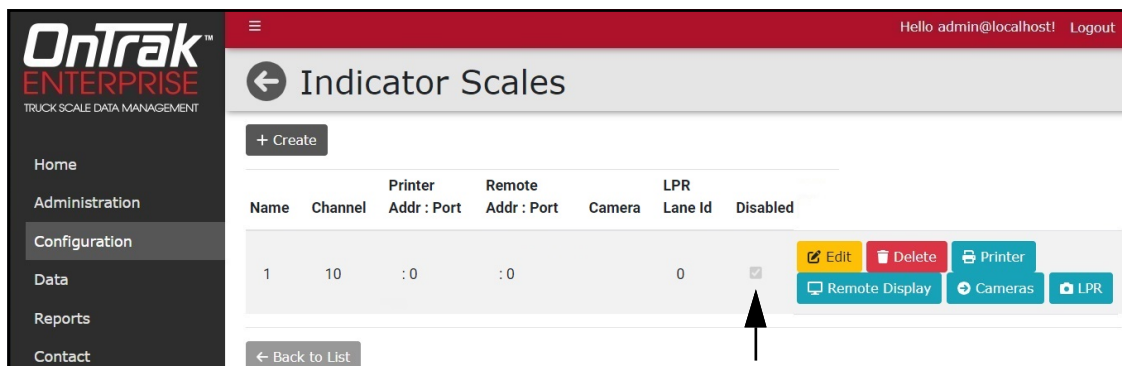 OnTrak™
ENTERPRISE
TRUCK SCALE DATA MANAGEMENT
Hello admin@localhost! Logout
Indicator Scales
Home
Administration
Configuration
Data
Reports
Contact
+ Create
Name Channel Printer Addr : Port Remote Addr : Port Camera LPR Lane Id Disabled
1 10 : 0 : 0 0
Edit Delete Printer
Remote Display Cameras LPR
← Back to List